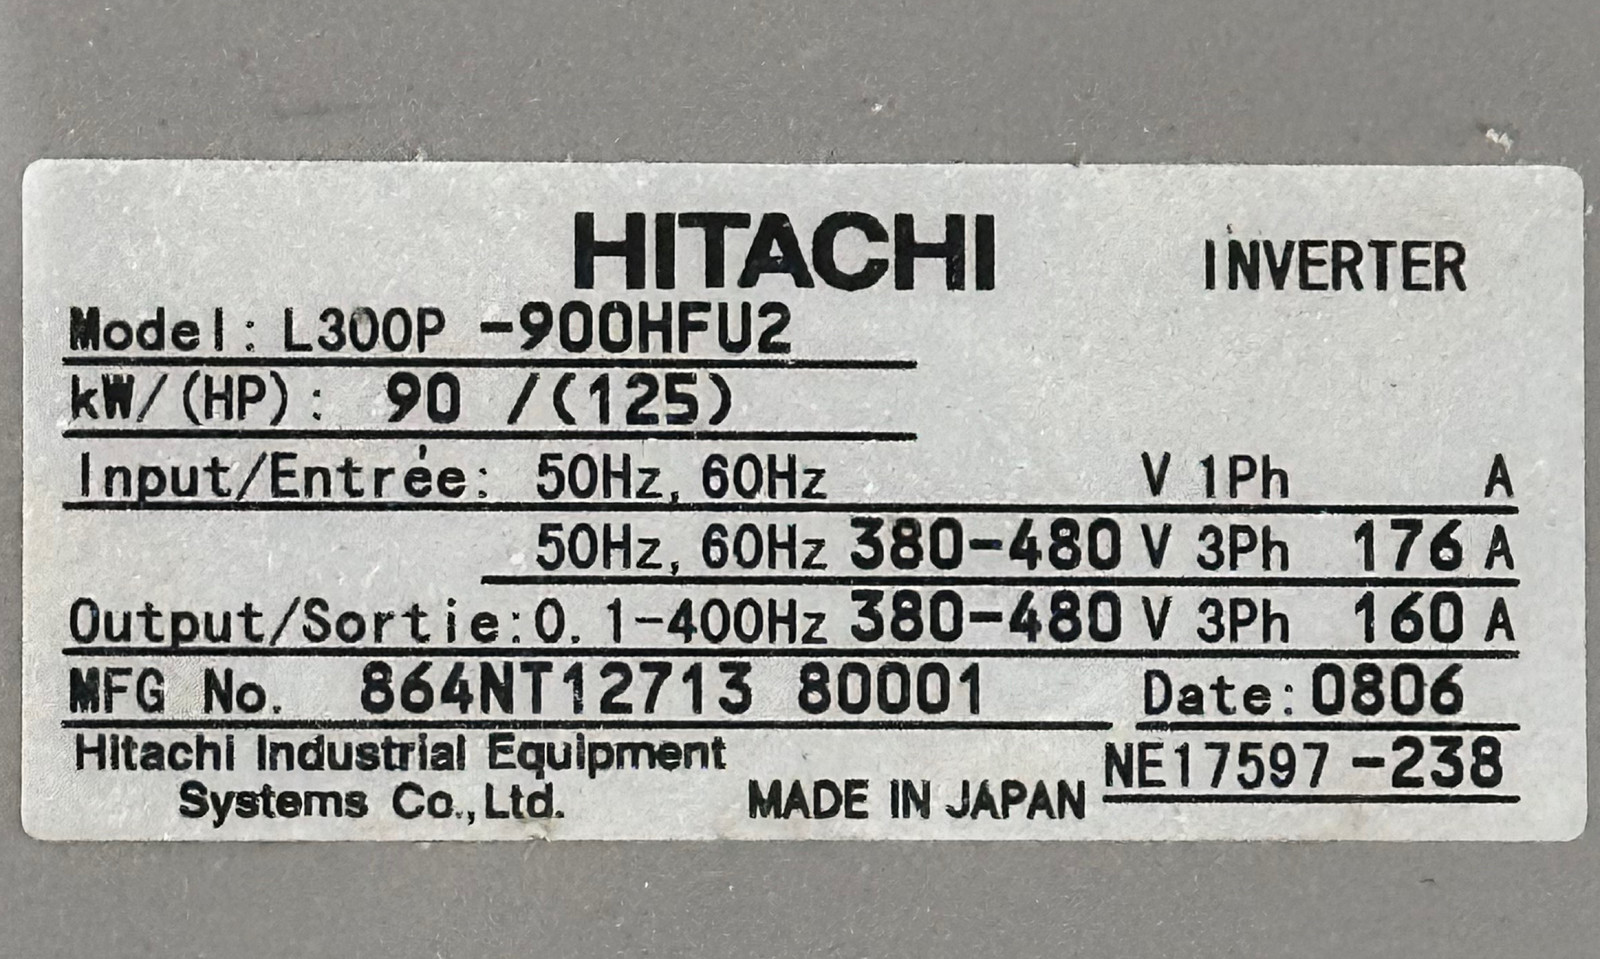 HITACHI INVERTER
Model: L300P -900HFU2
kW/(HP): 90 /(125)
Input/Entrée: 50Hz, 60Hz V 1Ph A
50Hz, 60Hz 380-480 V 3Ph 176 A
Output/Sortie:0.1-400Hz 380-480 V 3Ph 160 A
MFG No. 864NT12713 80001 Date:0806
Hitachi Industrial Equipment
Systems Co.,Ltd. MADE IN JAPAN NE17597 -238